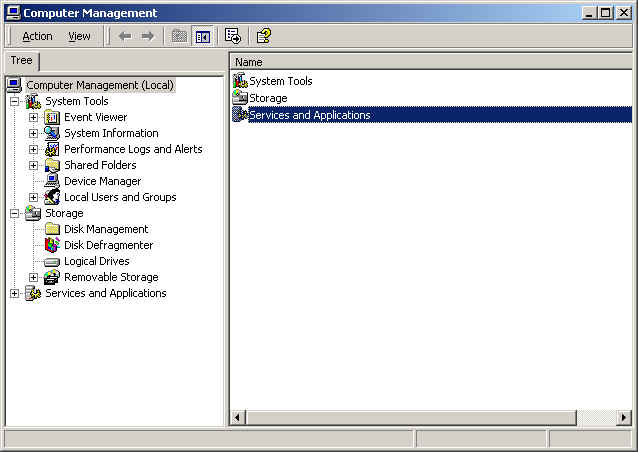 Computer Management
Action View
Tree
Computer Management (Local)
System Tools
Event Viewer
System Information
Performance Logs and Alerts
Shared Folders
Device Manager
Local Users and Groups
Storage
Disk Management
Disk Defragmenter
Logical Drives
Removable Storage
Services and Applications
Name
System Tools
Storage
Services and Applications